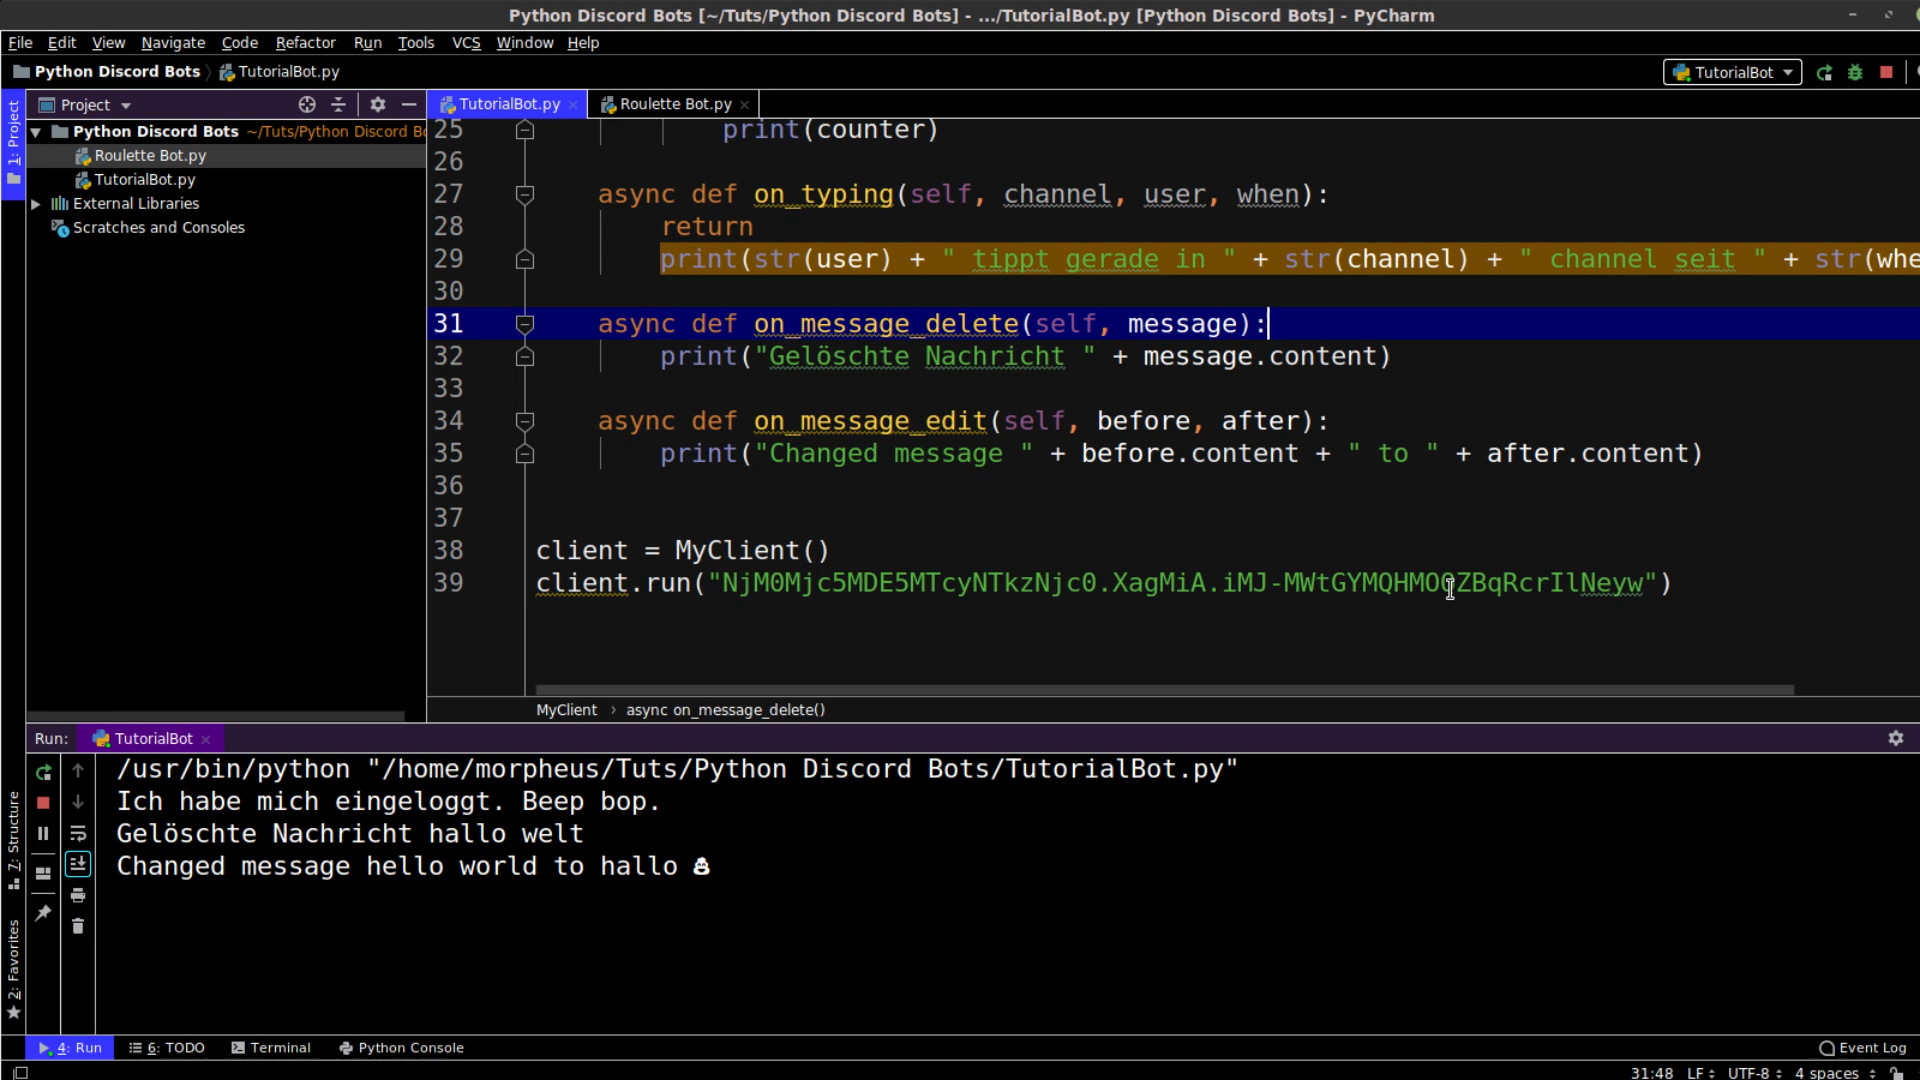 Python Discord Bots [~/Tuts/Python Discord Bots] - .../TutorialBot.py [Python Discord Bots] - PyCharm
File Edit View Navigate Code Refactor Run Tools VCS Window Help
Python Discord Bots TutorialBot.py TutorialBot
Project TutorialBot.py Roulette Bot.py
1: Project
Python Discord Bots ~/Tuts/Python Discord Bo
Roulette Bot.py
TutorialBot.py
External Libraries
Scratches and Consoles
25 print(counter)
26
27 async def on_typing(self, channel, user, when):
28 return
29 print(str(user) + " tippt gerade in " + str(channel) + " channel seit " + str(whe
30
31 async def on_message_delete(self, message):
32 print("Gelöschte Nachricht " + message.content)
33
34 async def on_message_edit(self, before, after):
35 print("Changed message " + before.content + " to " + after.content)
36
37
38 client = MyClient()
39 client.run("NjM0Mjc5MDE5MTcyNTkzNjc0.XagMiA.iMJ-MWtGYMQHMOQZBqRcrIlNeyw")
MyClient › async on_message_delete()
Run: TutorialBot
/usr/bin/python "/home/morpheus/Tuts/Python Discord Bots/TutorialBot.py"
Ich habe mich eingeloggt. Beep bop.
Gelöschte Nachricht hallo welt
Changed message hello world to hallo 💩
7: Structure
2: Favorites
4: Run 6: TODO Terminal Python Console Event Log
31:48 LF UTF-8 4 spaces